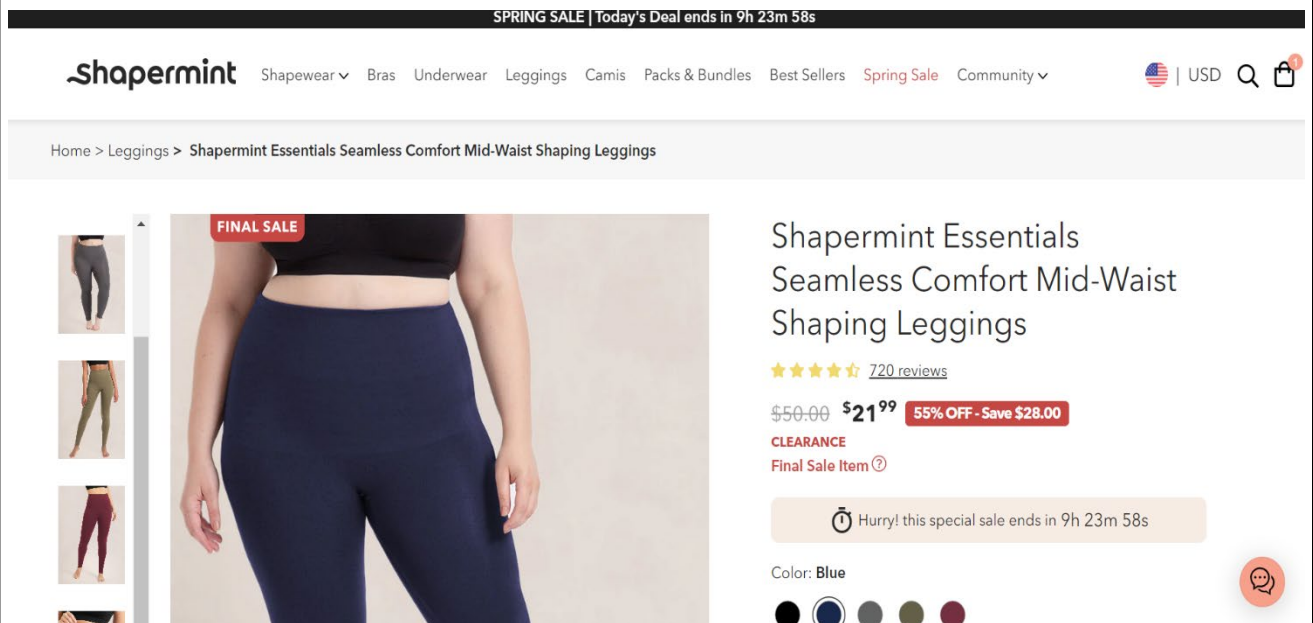 SPRING SALE | Today's Deal ends in 9h 23m 58s
shapermint Shapewear Bras Underwear Leggings Camis Packs & Bundles Best Sellers Spring Sale Community | USD 1
Home > Leggings > Shapermint Essentials Seamless Comfort Mid-Waist Shaping Leggings
FINAL SALE
Shapermint Essentials
Seamless Comfort Mid-Waist
Shaping Leggings
720 reviews
$50.00 $21.99 55% OFF - Save $28.00
CLEARANCE
Final Sale Item ?
Hurry! this special sale ends in 9h 23m 58s
Color: Blue